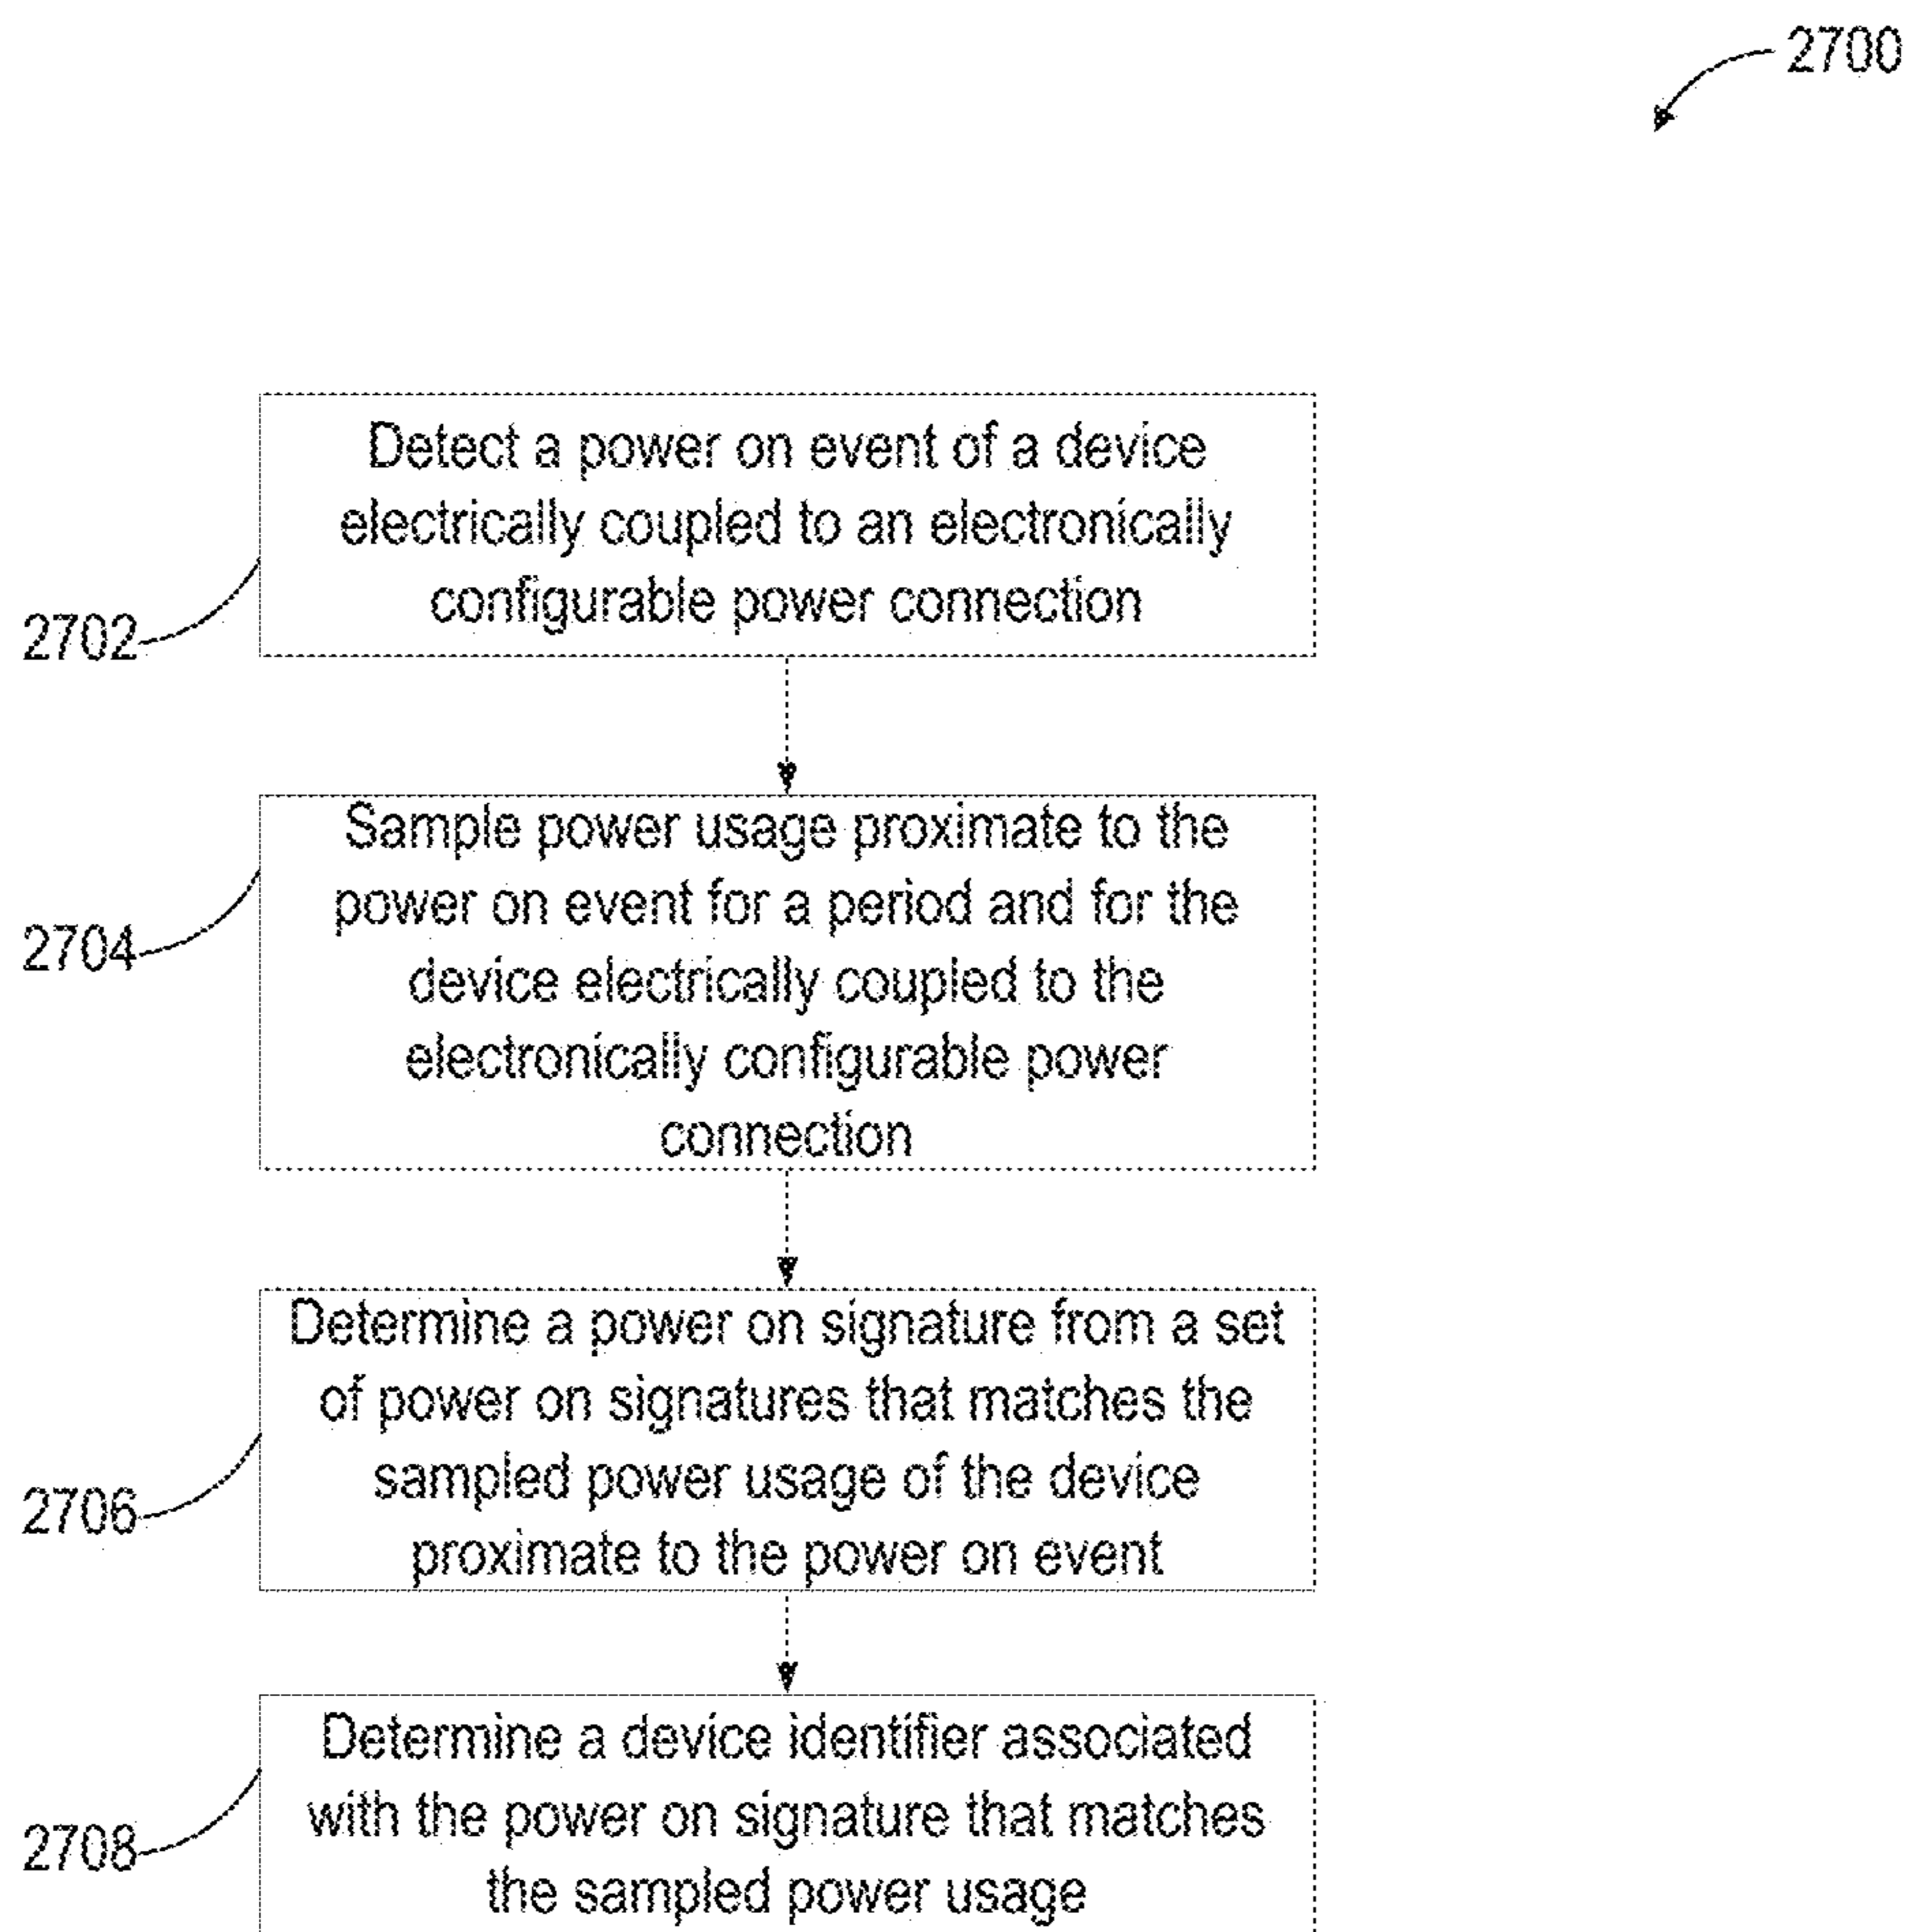 2700
Detect a power on event of a device
electrically coupled to an electronically
configurable power connection
2702
Sample power usage proximate to the
power on event for a period and for the
device electrically coupled to the
electronically configurable power
connection
2704
Determine a power on signature from a set
of power on signatures that matches the
sampled power usage of the device
proximate to the power on event
2706
Determine a device identifier associated
with the power on signature that matches
the sampled power usage
2708